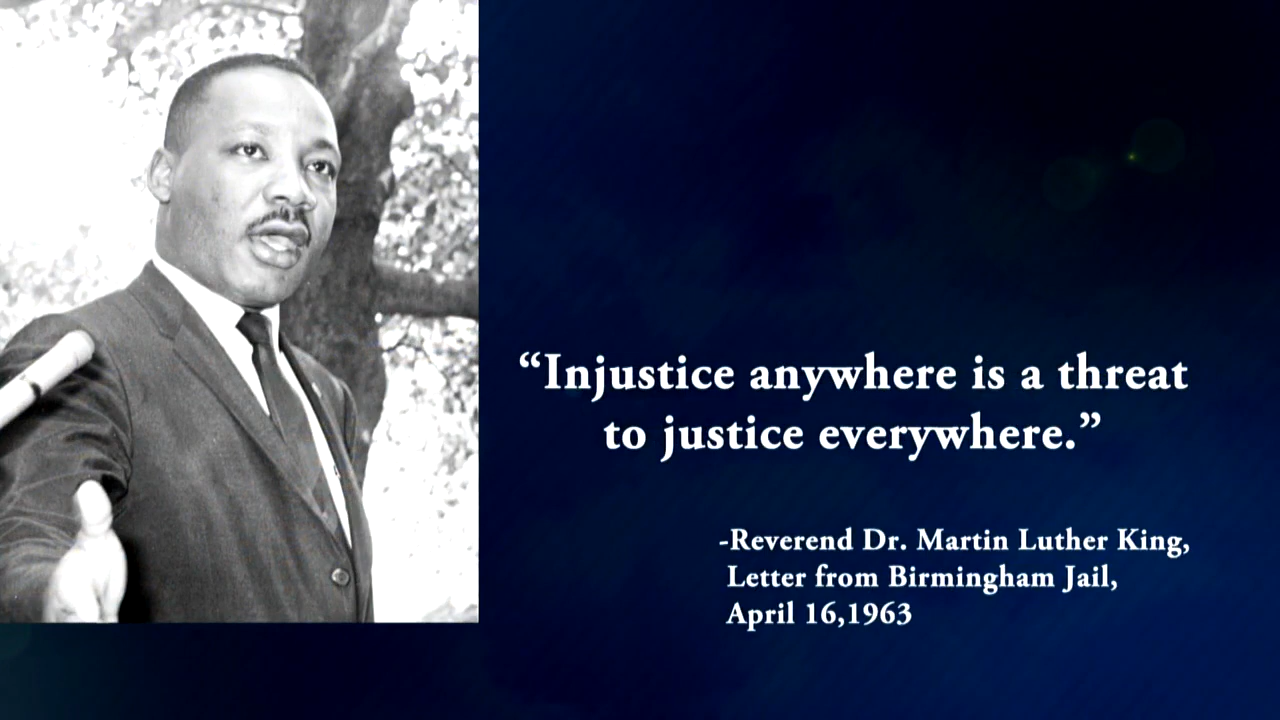 “Injustice anywhere is a threat
to justice everywhere.”
-Reverend Dr. Martin Luther King,
Letter from Birmingham Jail,
April 16,1963